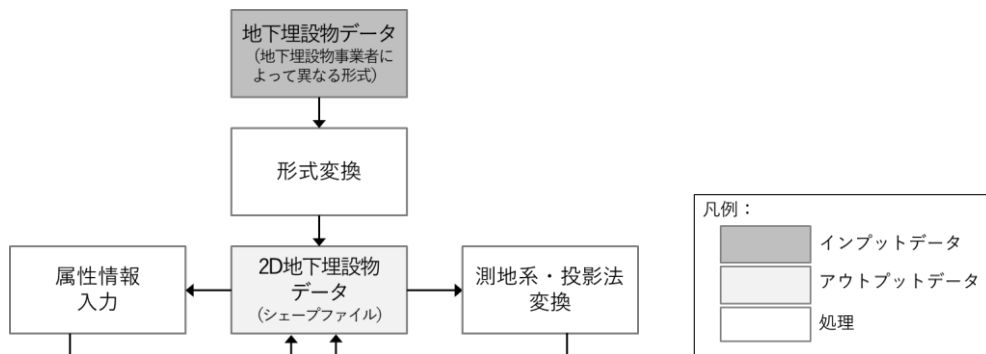 地下埋設物データ
（地下埋設物事業者に
よって異なる形式）
形式変換
属性情報
入力
2D地下埋設物
データ
（シェープファイル）
測地系・投影法
変換
凡例：
インプットデータ
アウトプットデータ
処理